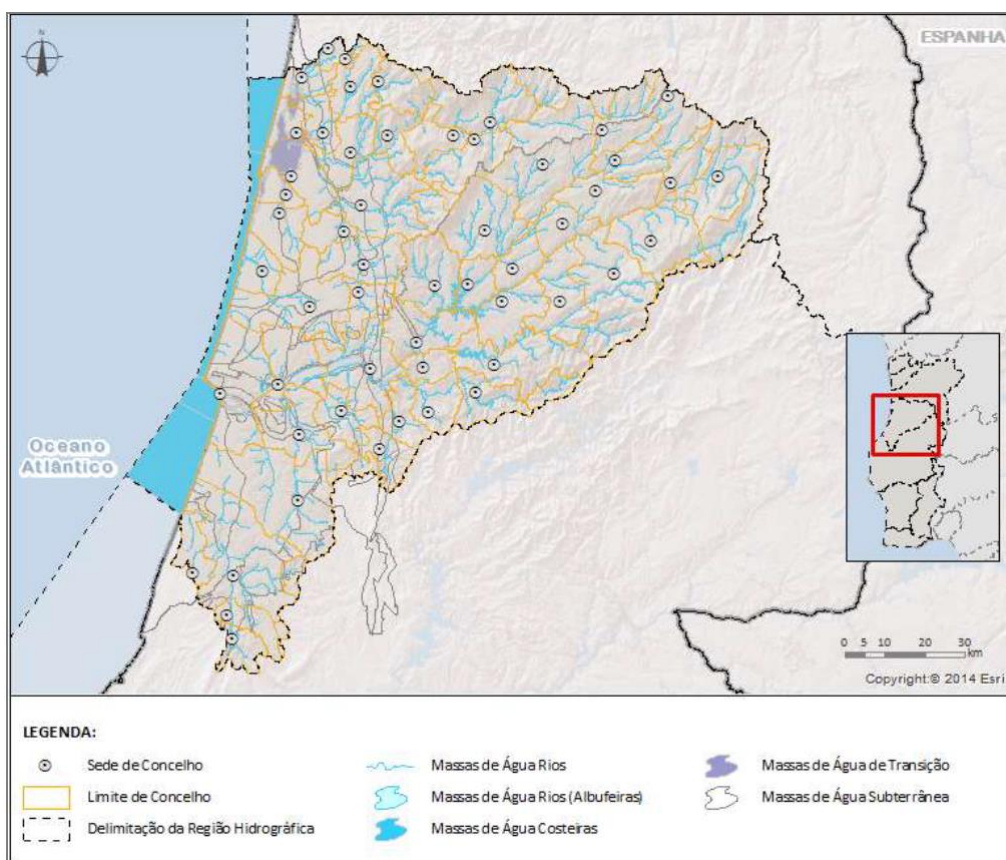 N
ESPANHA
Oceano
Atlântico
0 5 10 20 30
km
Copyright:© 2014 Esri
LEGENDA:
Sede de Concelho
Limite de Concelho
Delimitação da Região Hidrográfica
Massas de Água Rios
Massas de Água Rios (Albufeiras)
Massas de Água Costeiras
Massas de Água de Transição
Massas de Água Subterrânea